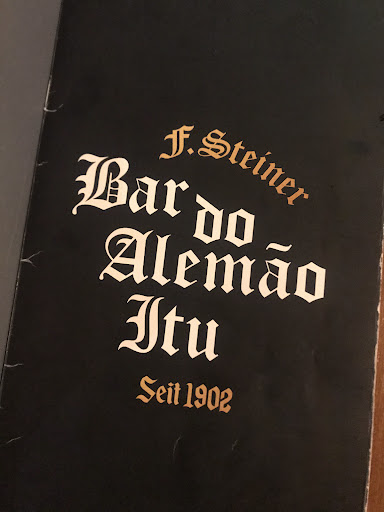 F. Steiner
Bar do
Alemão
Itu
Seit 1902